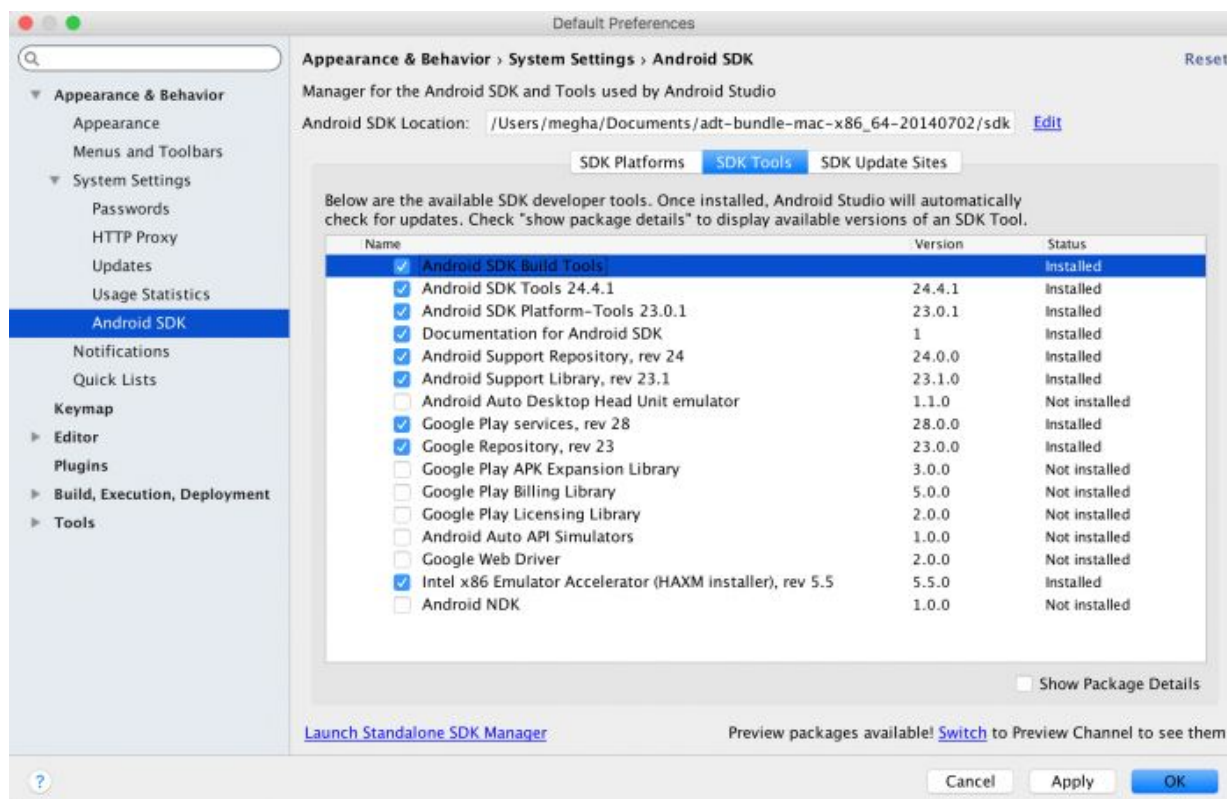 Default Preferences
Appearance & Behavior › System Settings › Android SDK
Reset
Manager for the Android SDK and Tools used by Android Studio
Android SDK Location: /Users/megha/Documents/adt-bundle-mac-x86_64-20140702/sdk Edit
Appearance & Behavior
Appearance
Menus and Toolbars
System Settings
Passwords
HTTP Proxy
Updates
Usage Statistics
Android SDK
Notifications
Quick Lists
Keymap
Editor
Plugins
Build, Execution, Deployment
Tools
SDK Platforms SDK Tools SDK Update Sites
Below are the available SDK developer tools. Once installed, Android Studio will automatically
check for updates. Check "show package details" to display available versions of an SDK Tool.
Name Version Status
Android SDK Build Tools Installed
Android SDK Tools 24.4.1 24.4.1 Installed
Android SDK Platform-Tools 23.0.1 23.0.1 Installed
Documentation for Android SDK 1 Installed
Android Support Repository, rev 24 24.0.0 Installed
Android Support Library, rev 23.1 23.1.0 Installed
Android Auto Desktop Head Unit emulator 1.1.0 Not installed
Google Play services, rev 28 28.0.0 Installed
Google Repository, rev 23 23.0.0 Installed
Google Play APK Expansion Library 3.0.0 Not installed
Google Play Billing Library 5.0.0 Not installed
Google Play Licensing Library 2.0.0 Not installed
Android Auto API Simulators 1.0.0 Not installed
Google Web Driver 2.0.0 Not installed
Intel x86 Emulator Accelerator (HAXM installer), rev 5.5 5.5.0 Installed
Android NDK 1.0.0 Not installed
Show Package Details
Launch Standalone SDK Manager
Preview packages available! Switch to Preview Channel to see them
? Cancel Apply OK